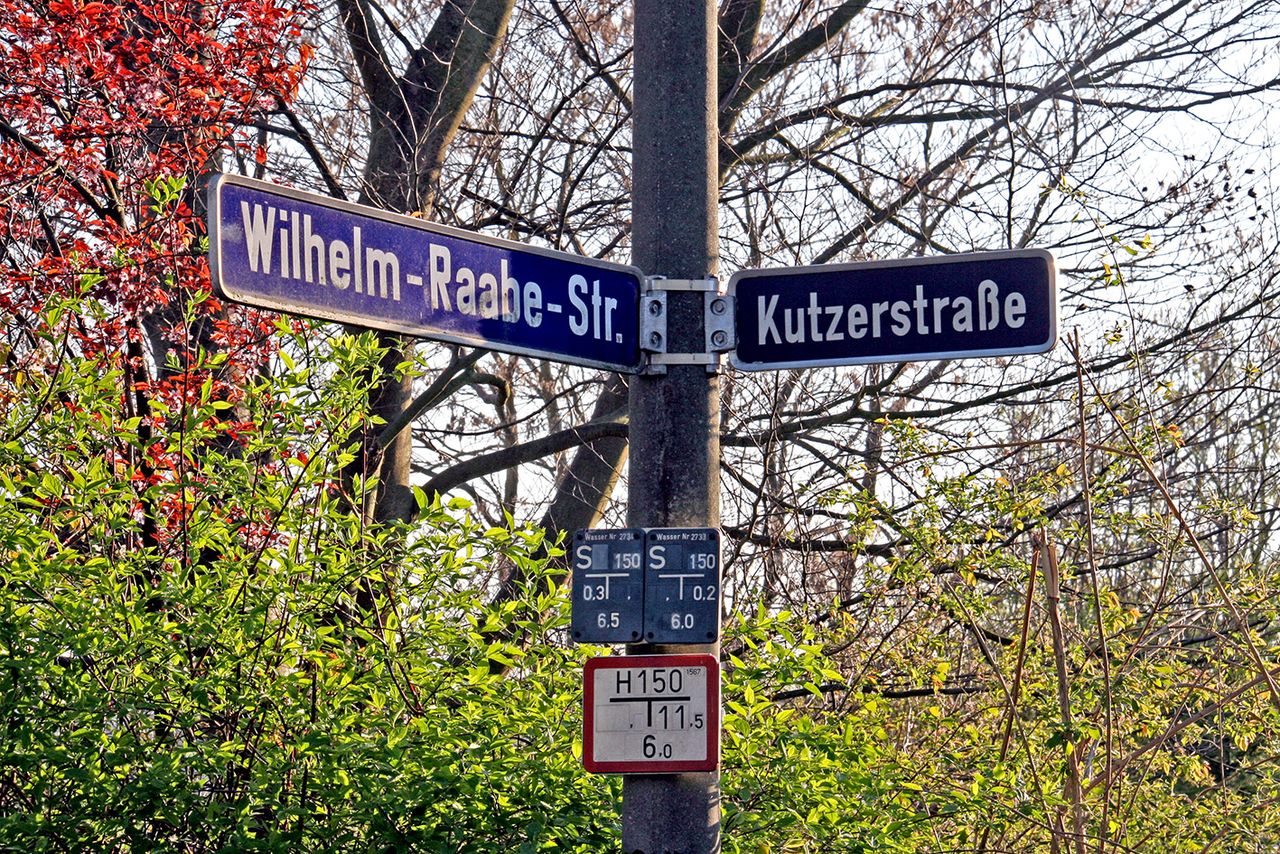 Wilhelm-Raabe-Str.
Kutzerstraße
Wasser Nr 2734
S 150
0.3 .
6.5
Wasser Nr 2733
S 150
. 0.2
6.0
H150 1567
, 11,5
6,0